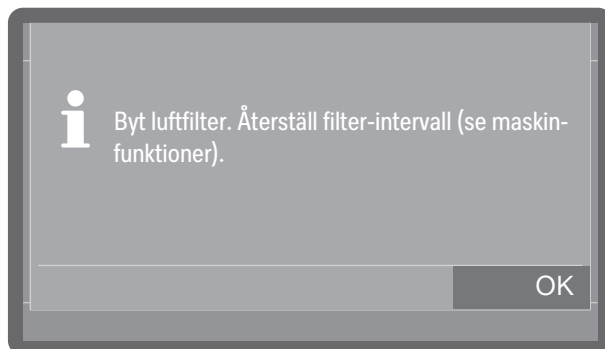 Byt luftfilter. Återställ filter-intervall (se maskin-
funktioner).
OK